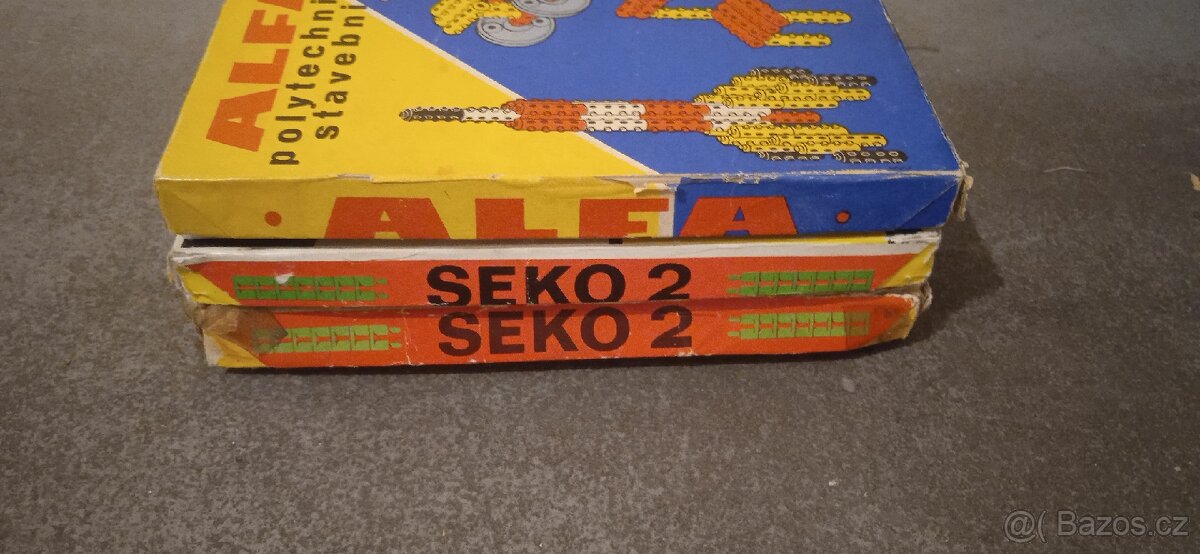 ALFA
polytechni
stavebni
• ALFA •
SEKO 2
SEKO 2
@( Bazos.cz